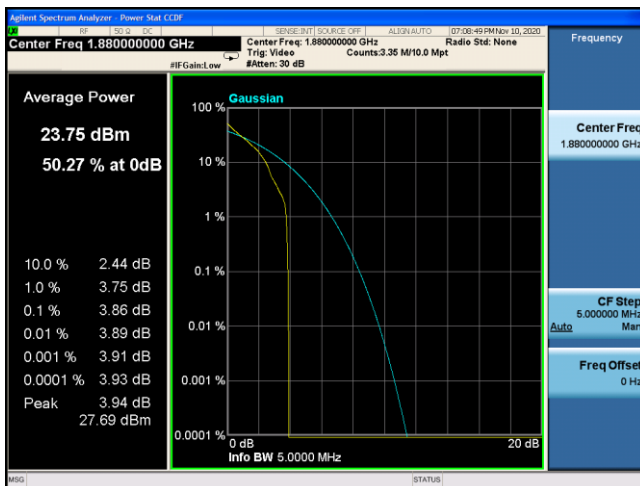 Agilent Spectrum Analyzer - Power Stat CCDF
RF 50 Ω DC SENSE:INT SOURCE OFF ALIGN AUTO 07:08:49 PM Nov 10, 2020
Center Freq 1.880000000 GHz
Center Freq: 1.880000000 GHz Radio Std: None
Trig: Video Counts:3.35 M/10.0 Mpt
#IFGain:Low #Atten: 30 dB
Frequency
Average Power
23.75 dBm
50.27 % at 0dB
10.0 % 2.44 dB
1.0 % 3.75 dB
0.1 % 3.86 dB
0.01 % 3.89 dB
0.001 % 3.91 dB
0.0001 % 3.93 dB
Peak 3.94 dB
27.69 dBm
Gaussian
100 %
10 %
1 %
0.1 %
0.01 %
0.001 %
0.0001 %
0 dB 20 dB
Info BW 5.0000 MHz
Center Freq
1.880000000 GHz
CF Step
5.000000 MHz
Auto Man
Freq Offset
0 Hz
MSG STATUS